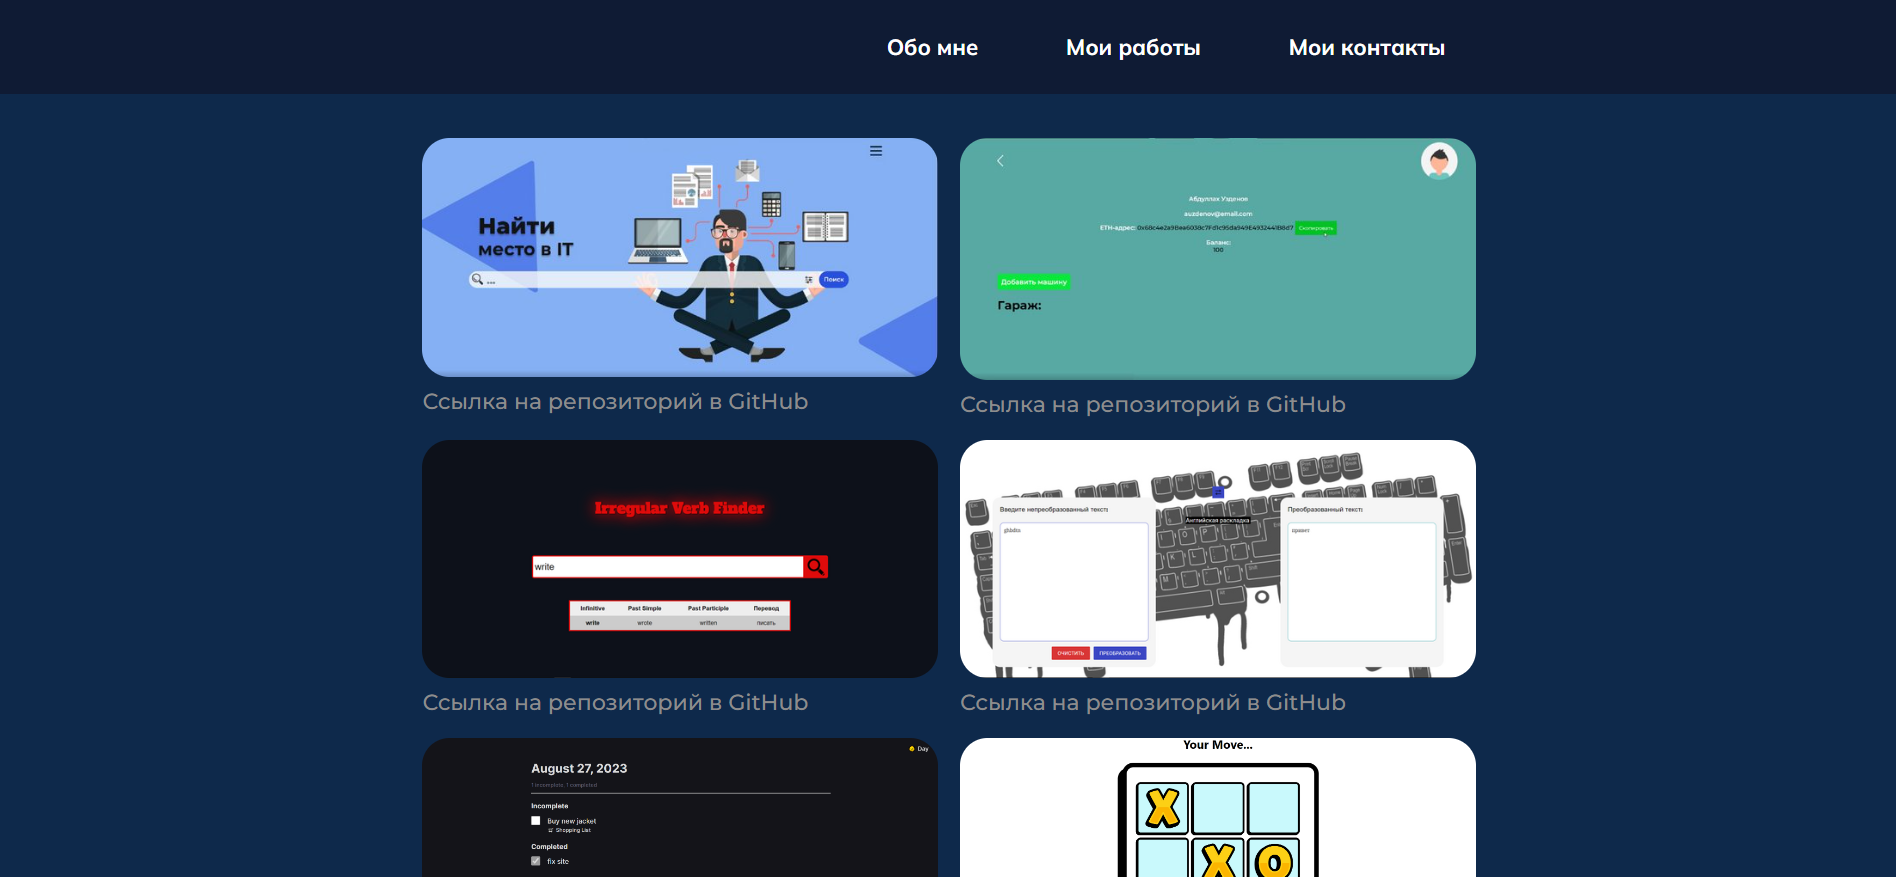 Обо мне
Мои работы
Мои контакты
Найти
место в IT
...
Поиск
Абдуллах Узденов
auzdenov@email.com
ETH-адрес:
Скопировать
Баланс:
100
Добавить машину
Гараж:
Ссылка на репозиторий в GitHub
Ссылка на репозиторий в GitHub
Irregular Verb Finder
write
Infinitive Past Simple Past Participle Перевод
write wrote written писать
Введите непреобразованный текст:
ghbdtn
ОЧИСТИТЬ
ПРЕОБРАЗОВАТЬ
Английская раскладка
Преобразованный текст:
привет
Ссылка на репозиторий в GitHub
Ссылка на репозиторий в GitHub
Day
August 27, 2023
1 incomplete, 1 completed
Incomplete
Buy new jacket
Shopping List
Completed
fix site
Your Move...
X
X O